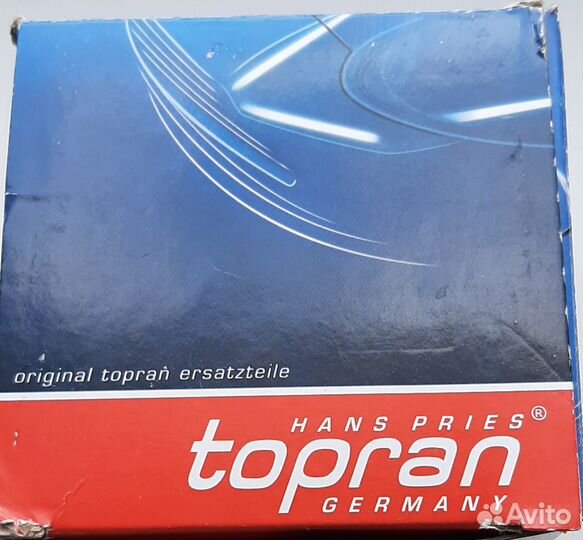 original topran ersatzteile
HANS PRIES®
topran
GERMANY
Avito